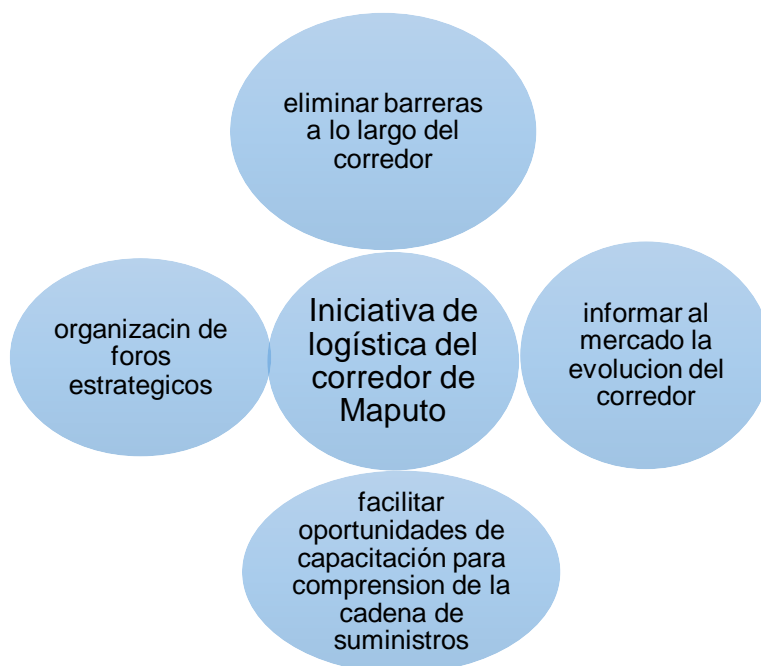 eliminar barreras
a lo largo del
corredor
organizacin de
foros
estrategicos
Iniciativa de
logística del
corredor de
Maputo
informar al
mercado la
evolucion del
corredor
facilitar
oportunidades de
capacitación para
comprension de la
cadena de
suministros